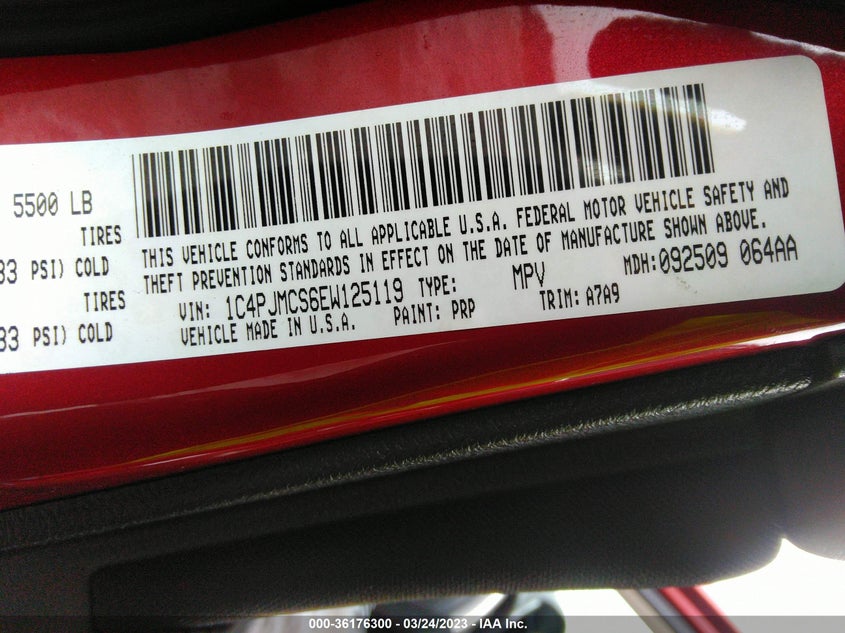 5500 LB
TIRES
33 PSI) COLD
TIRES
33 PSI) COLD
THIS VEHICLE CONFORMS TO ALL APPLICABLE U.S.A. FEDERAL MOTOR VEHICLE SAFETY AND
THEFT PREVENTION STANDARDS IN EFFECT ON THE DATE OF MANUFACTURE SHOWN ABOVE.
VIN: 1C4PJMCS6EW125119 TYPE: MPV MDH:092509 064AA
VEHICLE MADE IN U.S.A. PAINT: PRP TRIM: A7A9
000-36176300 - 03/24/2023 - IAA Inc.